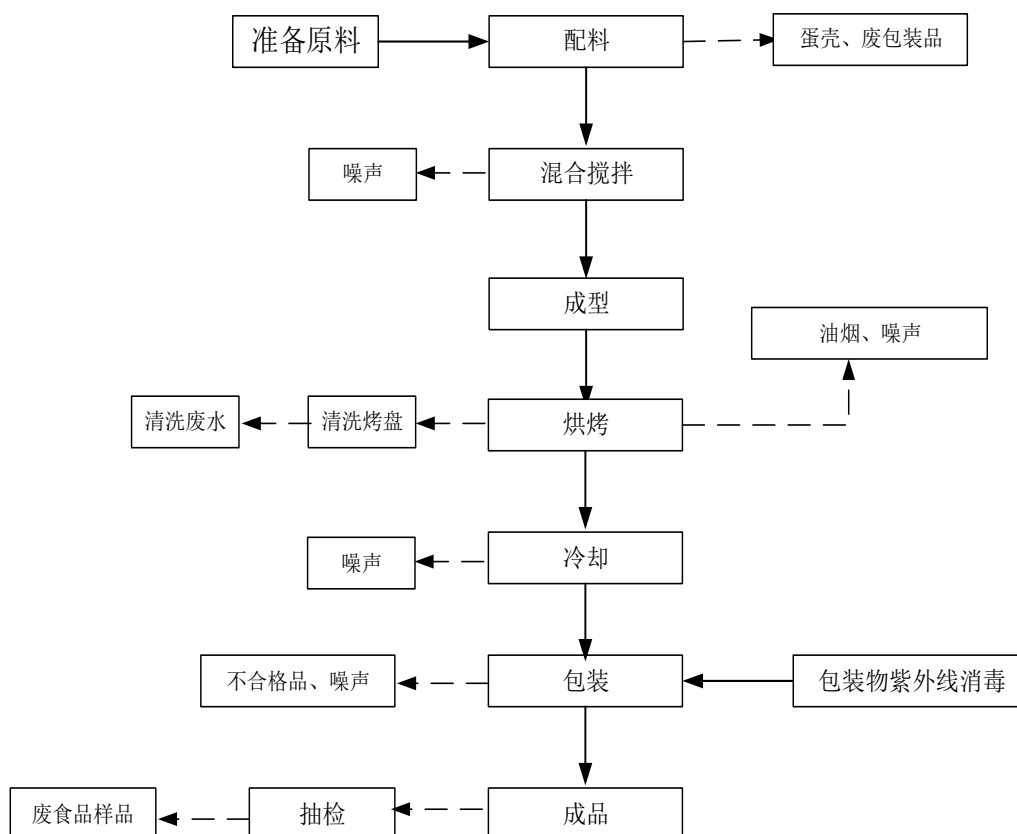 准备原料
配料
蛋壳、废包装品
噪声
混合搅拌
成型
油烟、噪声
清洗废水
清洗烤盘
烘烤
噪声
冷却
不合格品、噪声
包装
包装物紫外线消毒
废食品样品
抽检
成品